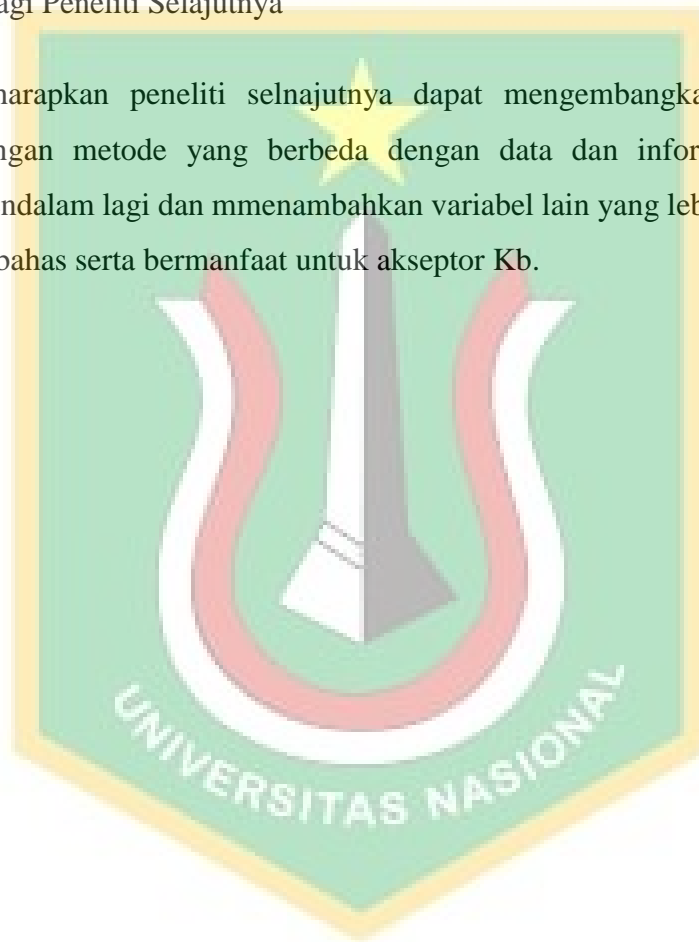 agi Peneliti Selajutnya
harapkan peneliti selnajutnya dapat mengembangka
ngan metode yang berbeda dengan data dan infor
endalam lagi dan mmenambahkan variabel lain yang leb
bahas serta bermanfaat untuk akseptor Kb.
UNIVERSITAS NASIONAL